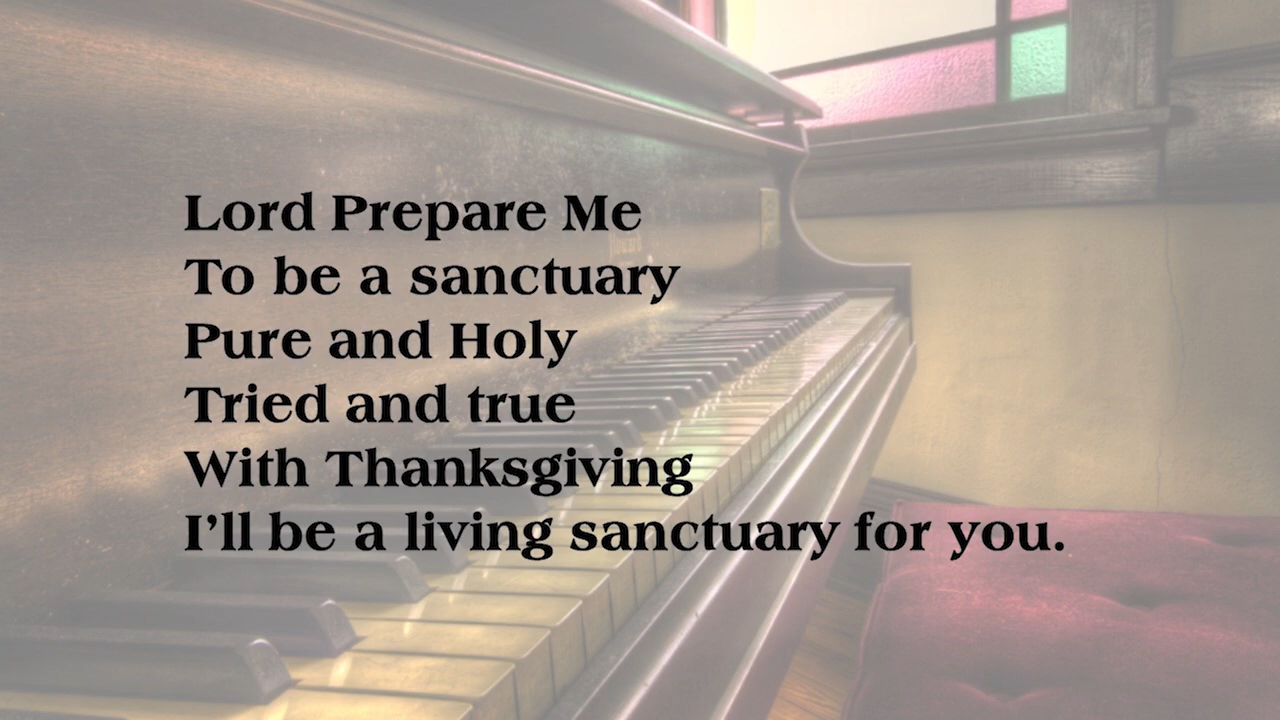 Lord Prepare Me
To be a sanctuary
Pure and Holy
Tried and true
With Thanksgiving
I’ll be a living sanctuary for you.